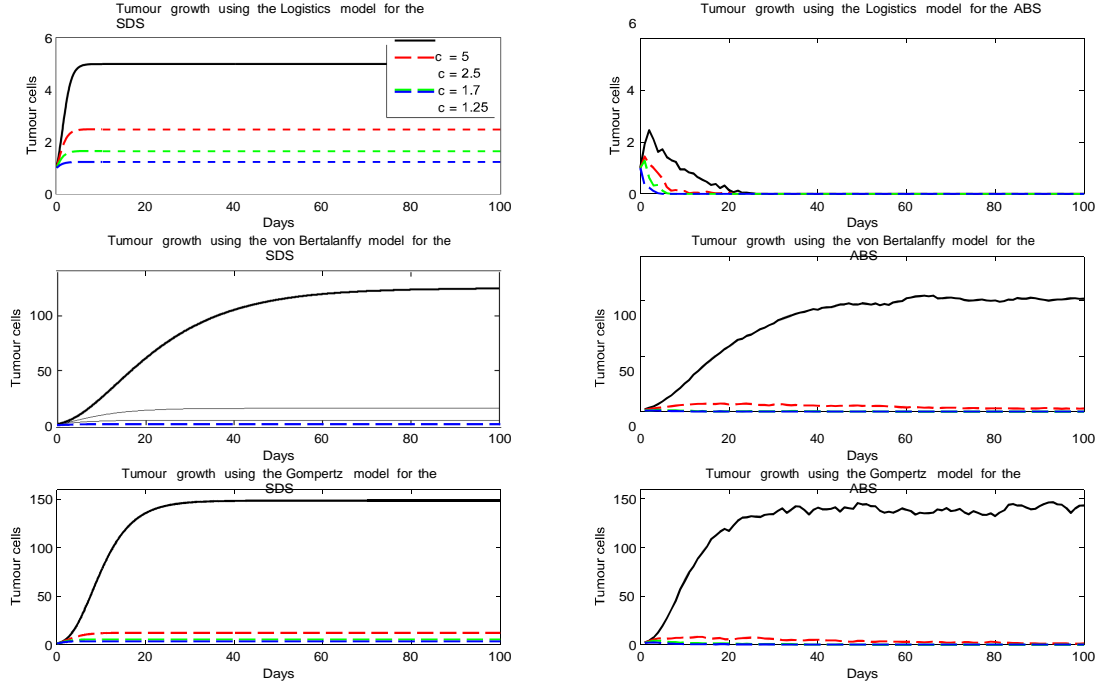 Tumour growth using the Logistics model for the
SDS
6
4
2
0
Tumour cells
c = 5
c = 2.5
c = 1.7
c = 1.25
0 20 40 60 80 100
Days
Tumour growth using the Logistics model for the ABS
6
4
2
0
Tumour cells
0 20 40 60 80 100
Days
Tumour growth using the von Bertalanffy model for the
SDS
100
50
0
Tumour cells
0 20 40 60 80 100
Days
Tumour growth using the von Bertalanffy model for the
ABS
100
50
0
Tumour cells
0 20 40 60 80 100
Days
Tumour growth using the Gompertz model for the
SDS
150
100
50
0
Tumour cells
0 20 40 60 80 100
Days
Tumour growth using the Gompertz model for the
ABS
150
100
50
0
Tumour cells
0 20 40 60 80 100
Days